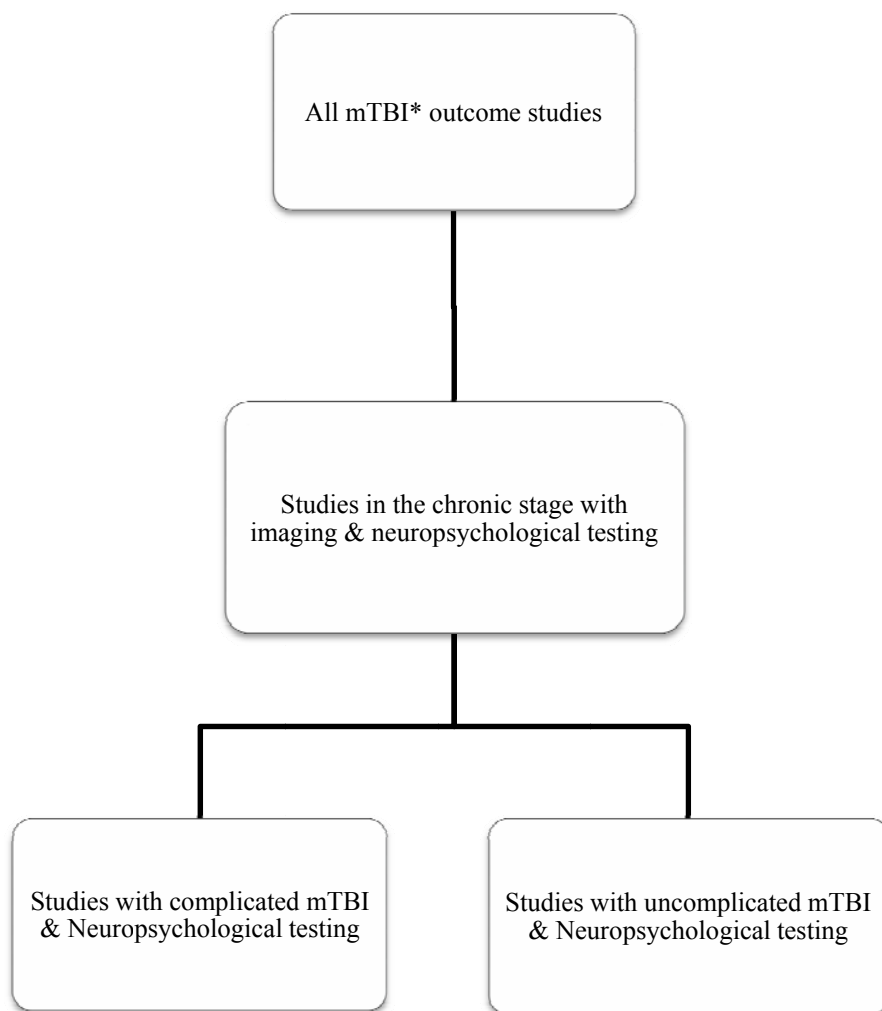 All mTBI* outcome studies
Studies in the chronic stage with
imaging & neuropsychological testing
Studies with complicated mTBI
& Neuropsychological testing
Studies with uncomplicated mTBI
& Neuropsychological testing